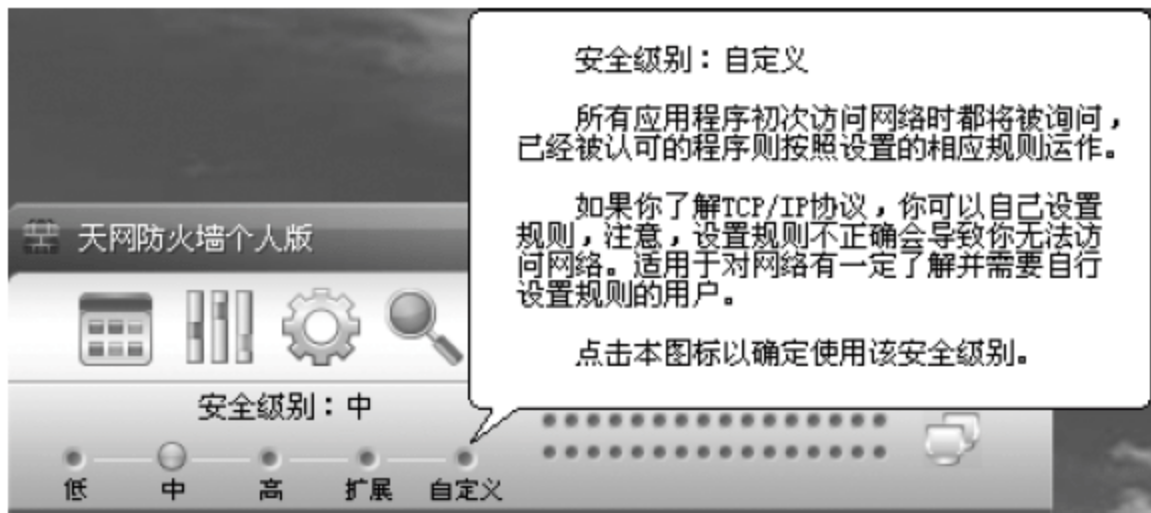 安全级别：自定义
所有应用程序初次访问网络时都将被询问，
已经被认可的程序则按照设置的相应规则运作。
如果你了解TCP/IP协议，你可以自己设置
规则，注意，设置规则不正确会导致你无法访
问网络。适用于对网络有一定了解并需要自行
设置规则的用户。
点击本图标以确定使用该安全级别。
天网防火墙个人版
安全级别：中
低 中 高 扩展 自定义